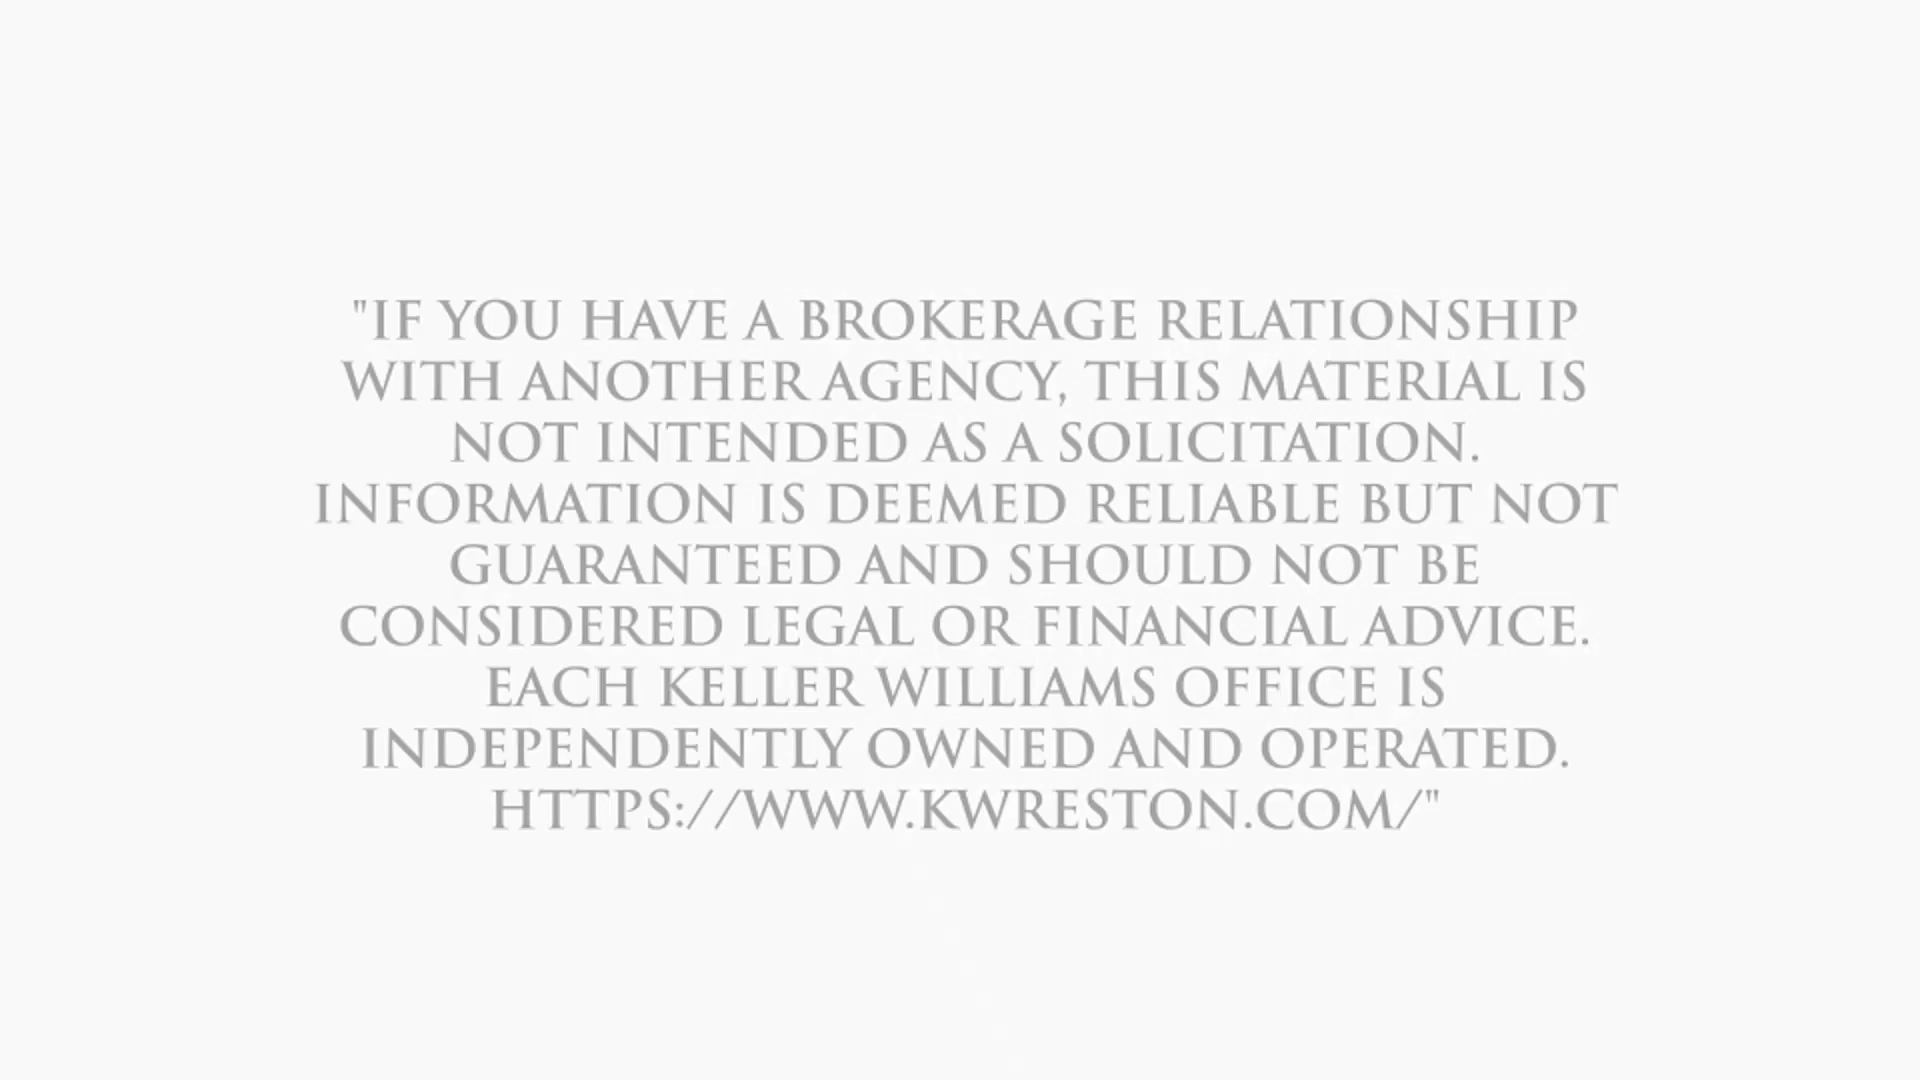 "IF YOU HAVE A BROKERAGE RELATIONSHIP
WITH ANOTHER AGENCY, THIS MATERIAL IS
NOT INTENDED AS A SOLICITATION.
INFORMATION IS DEEMED RELIABLE BUT NOT
GUARANTEED AND SHOULD NOT BE
CONSIDERED LEGAL OR FINANCIAL ADVICE.
EACH KELLER WILLIAMS OFFICE IS
INDEPENDENTLY OWNED AND OPERATED.
HTTPS://WWW.KWRESTON.COM/"